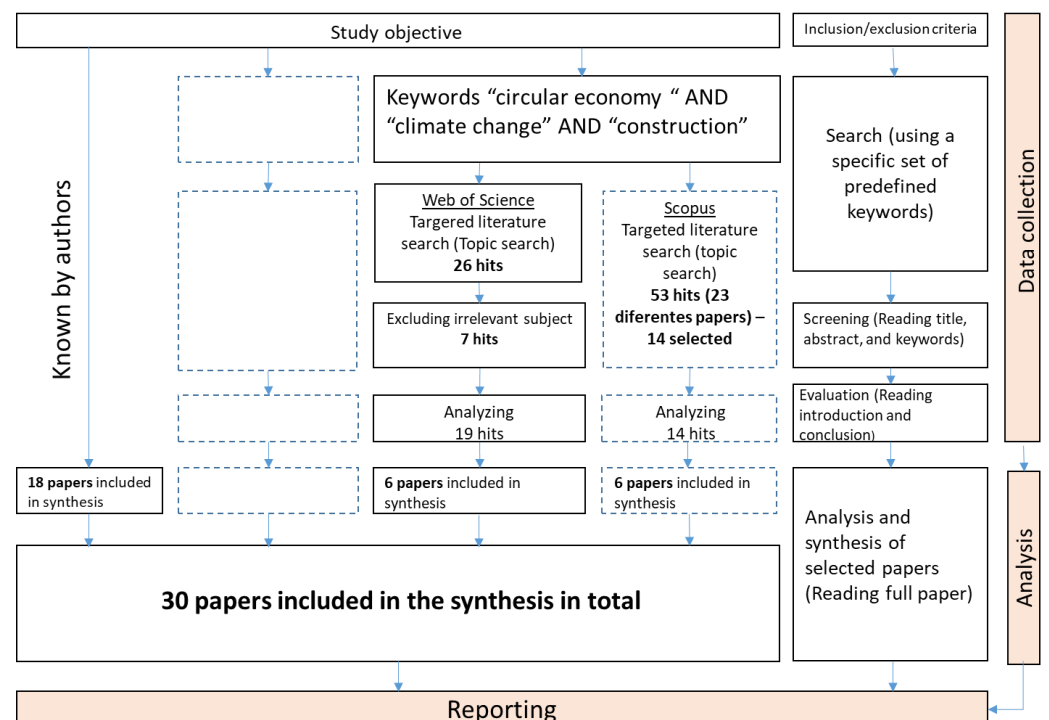 Study objective
Inclusion/exclusion criteria
Keywords “circular economy “ AND
“climate change” AND “construction”
Search (using a
specific set of
predefined
keywords)
Data collection
Known by authors
Web of Science
Targered literature
search (Topic search)
26 hits
Scopus
Targeted literature
search (topic
search)
53 hits (23
diferentes papers) –
14 selected
Excluding irrelevant subject
7 hits
Screening (Reading title,
abstract, and keywords)
Analyzing
19 hits
Analyzing
14 hits
Evaluation (Reading
introduction and
conclusion)
18 papers included
in synthesis
6 papers included in
synthesis
6 papers included in
synthesis
Analysis and
synthesis of
selected papers
(Reading full paper)
Analysis
30 papers included in the synthesis in total
Reporting